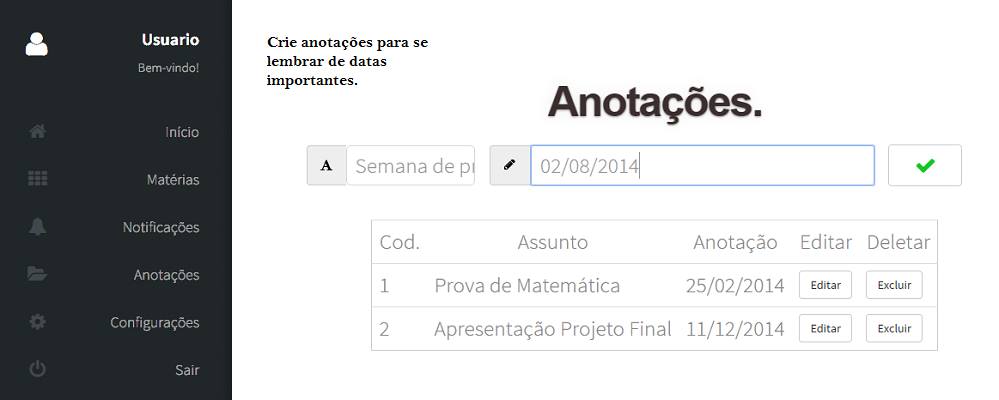 Usuario
Bem-vindo!
Início
Matérias
Notificações
Anotações
Configurações
Sair
Crie anotações para se
lembrar de datas
importantes.
Anotações.
A Semana de pr 02/08/2014
Cod. Assunto Anotação Editar Deletar
1 Prova de Matemática 25/02/2014 Editar Excluir
2 Apresentação Projeto Final 11/12/2014 Editar Excluir